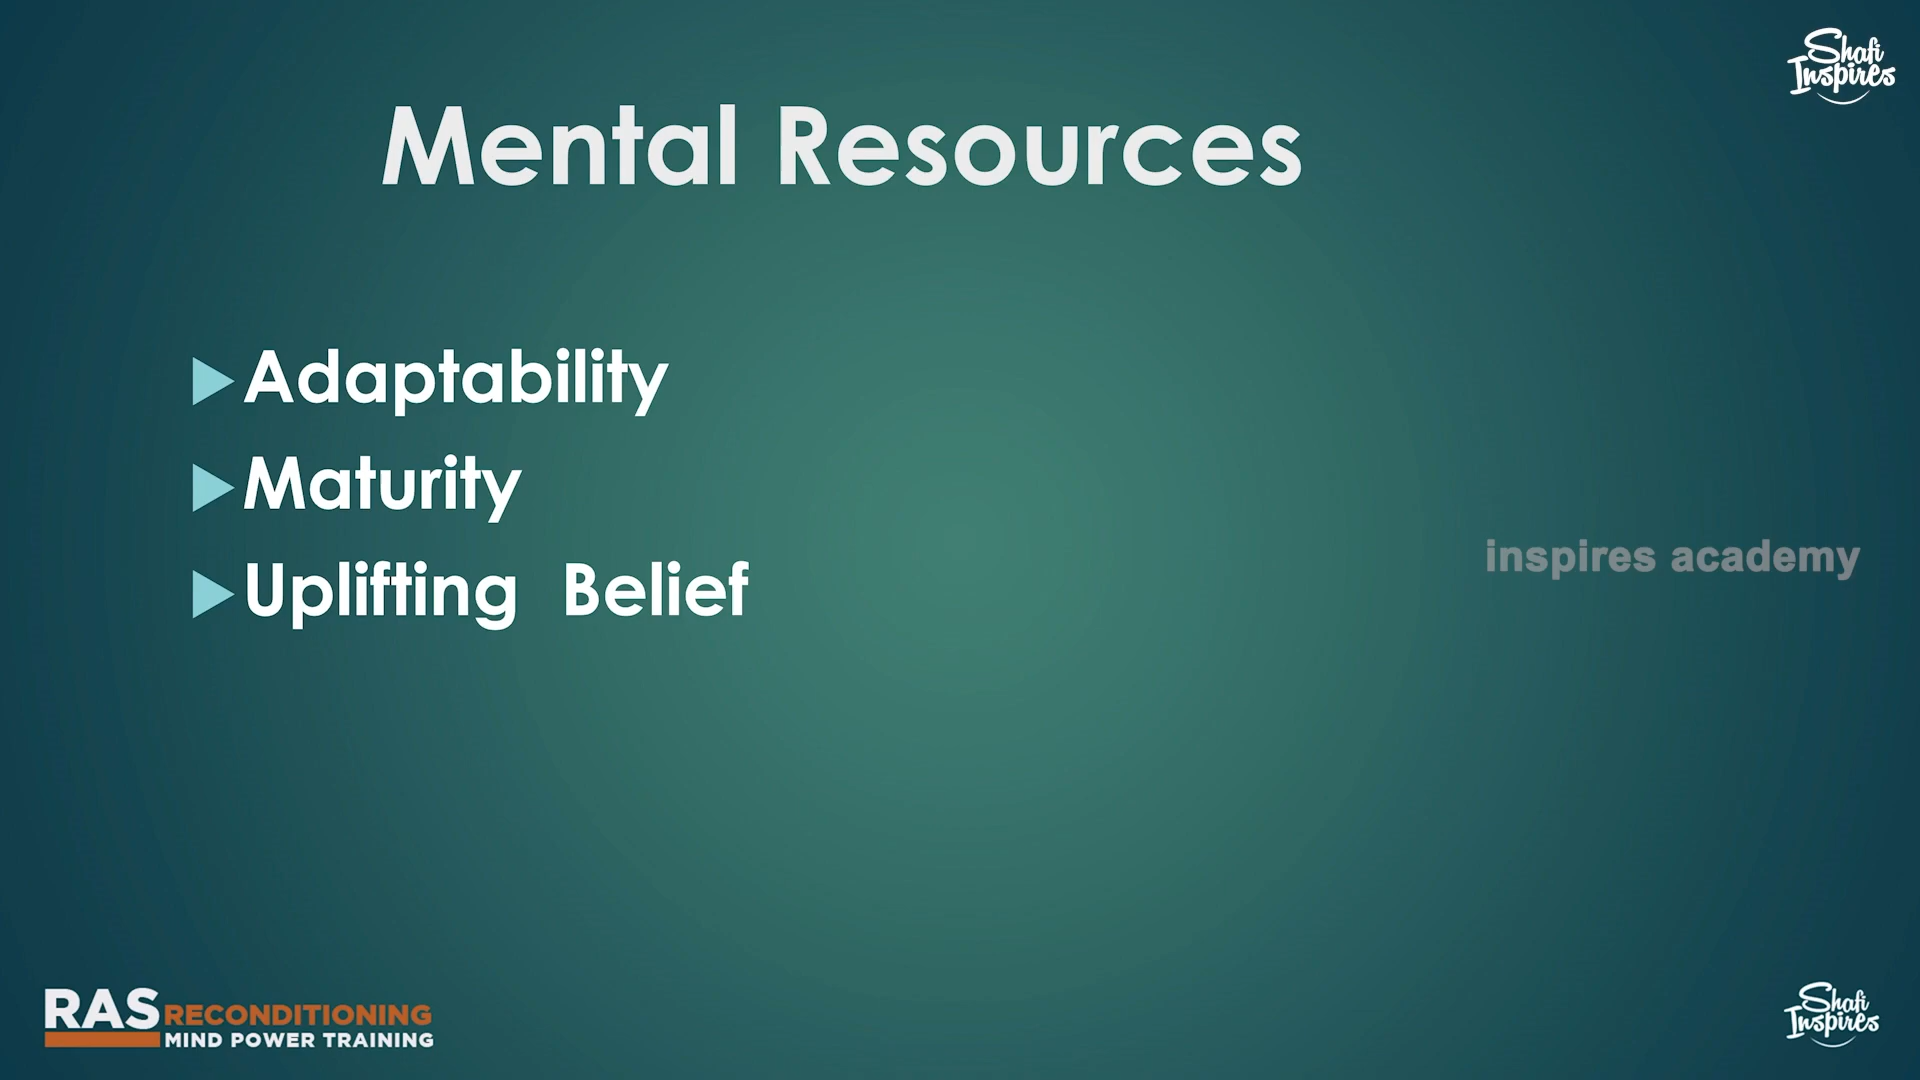 Shafi
Inspires
Mental Resources
Adaptability
Maturity
Uplifting Belief
inspires academy
RAS RECONDITIONING
MIND POWER TRAINING
Shafi
Inspires